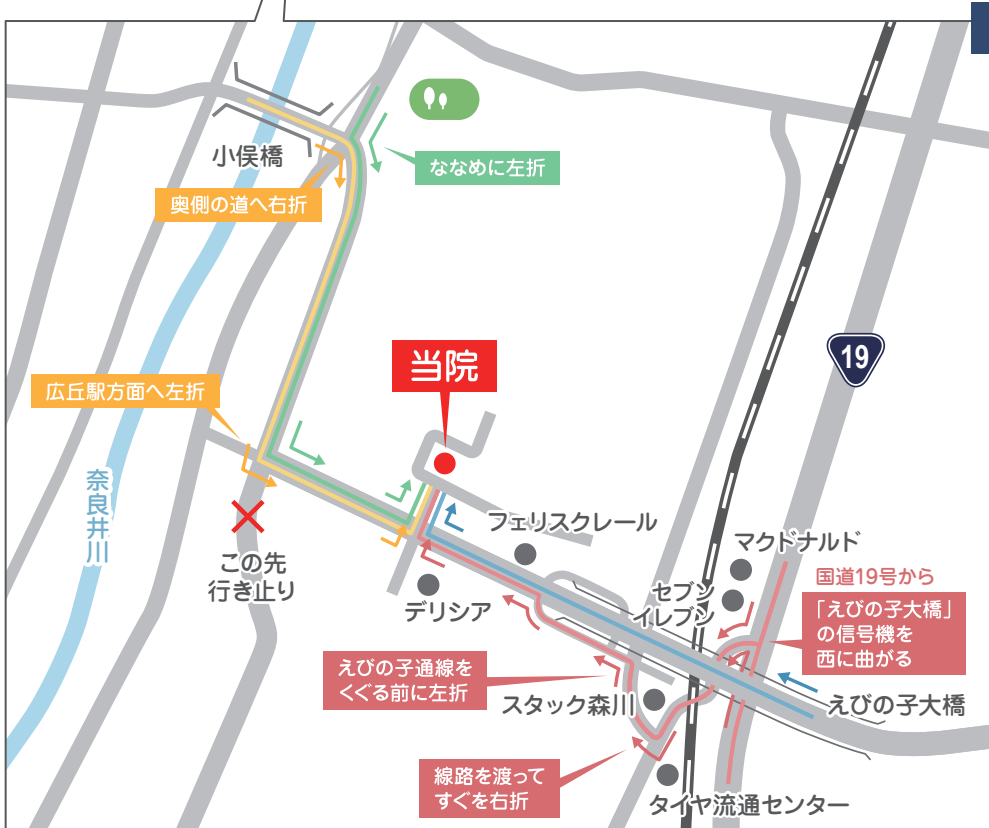 小俣橋
ななめに左折
奥側の道へ右折
当院
19
広丘駅方面へ左折
奈良井川
フェリスクレール
マクドナルド
この先
行き止り
国道19号から
セブン
イレブン
デリシア
「えびの子大橋」
の信号機を
西に曲がる
えびの子通線を
くぐる前に左折
スタック森川
えびの子大橋
線路を渡って
すぐを右折
タイヤ流通センター